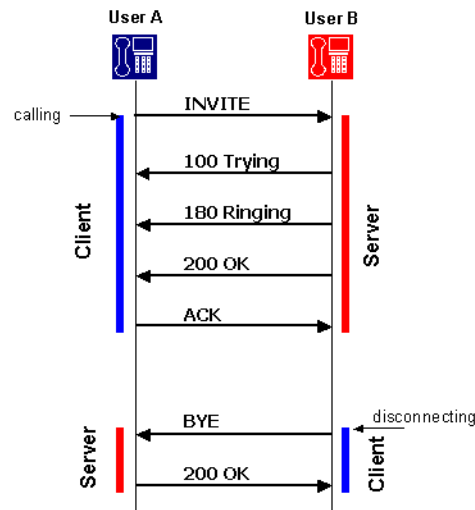 User A
User B
calling
INVITE
100 Trying
180 Ringing
200 OK
ACK
Client
Server
disconnecting
BYE
200 OK
Server
Client